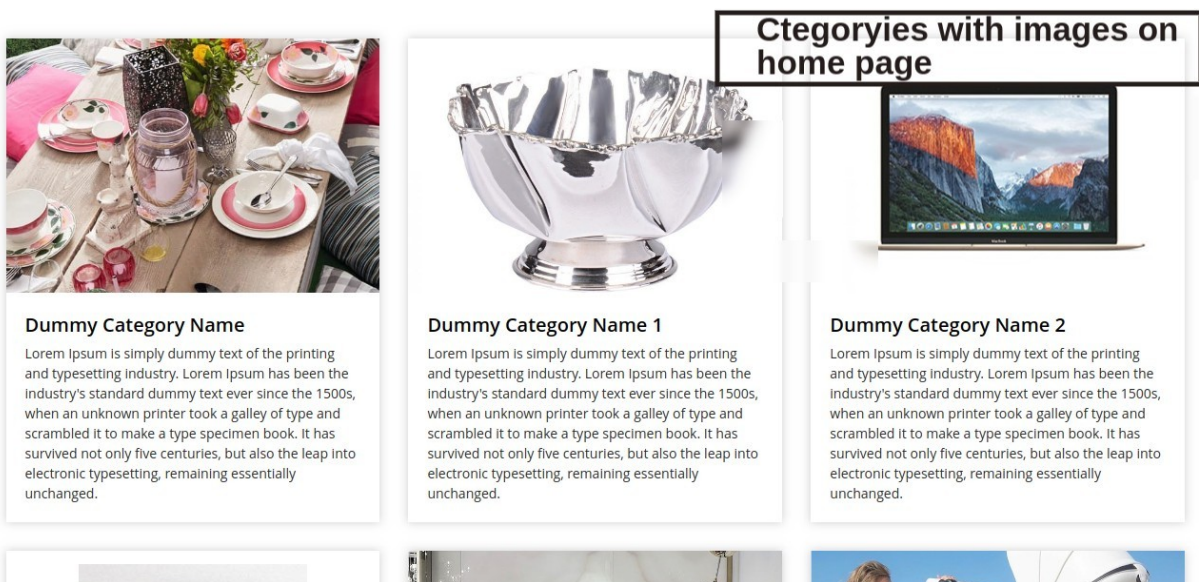 Ctegoryies with images on
home page
Dummy Category Name
Lorem Ipsum is simply dummy text of the printing
and typesetting industry. Lorem Ipsum has been the
industry's standard dummy text ever since the 1500s,
when an unknown printer took a galley of type and
scrambled it to make a type specimen book. It has
survived not only five centuries, but also the leap into
electronic typesetting, remaining essentially
unchanged.
Dummy Category Name 1
Lorem Ipsum is simply dummy text of the printing
and typesetting industry. Lorem Ipsum has been the
industry's standard dummy text ever since the 1500s,
when an unknown printer took a galley of type and
scrambled it to make a type specimen book. It has
survived not only five centuries, but also the leap into
electronic typesetting, remaining essentially
unchanged.
Dummy Category Name 2
Lorem Ipsum is simply dummy text of the printing
and typesetting industry. Lorem Ipsum has been the
industry's standard dummy text ever since the 1500s,
when an unknown printer took a galley of type and
scrambled it to make a type specimen book. It has
survived not only five centuries, but also the leap into
electronic typesetting, remaining essentially
unchanged.